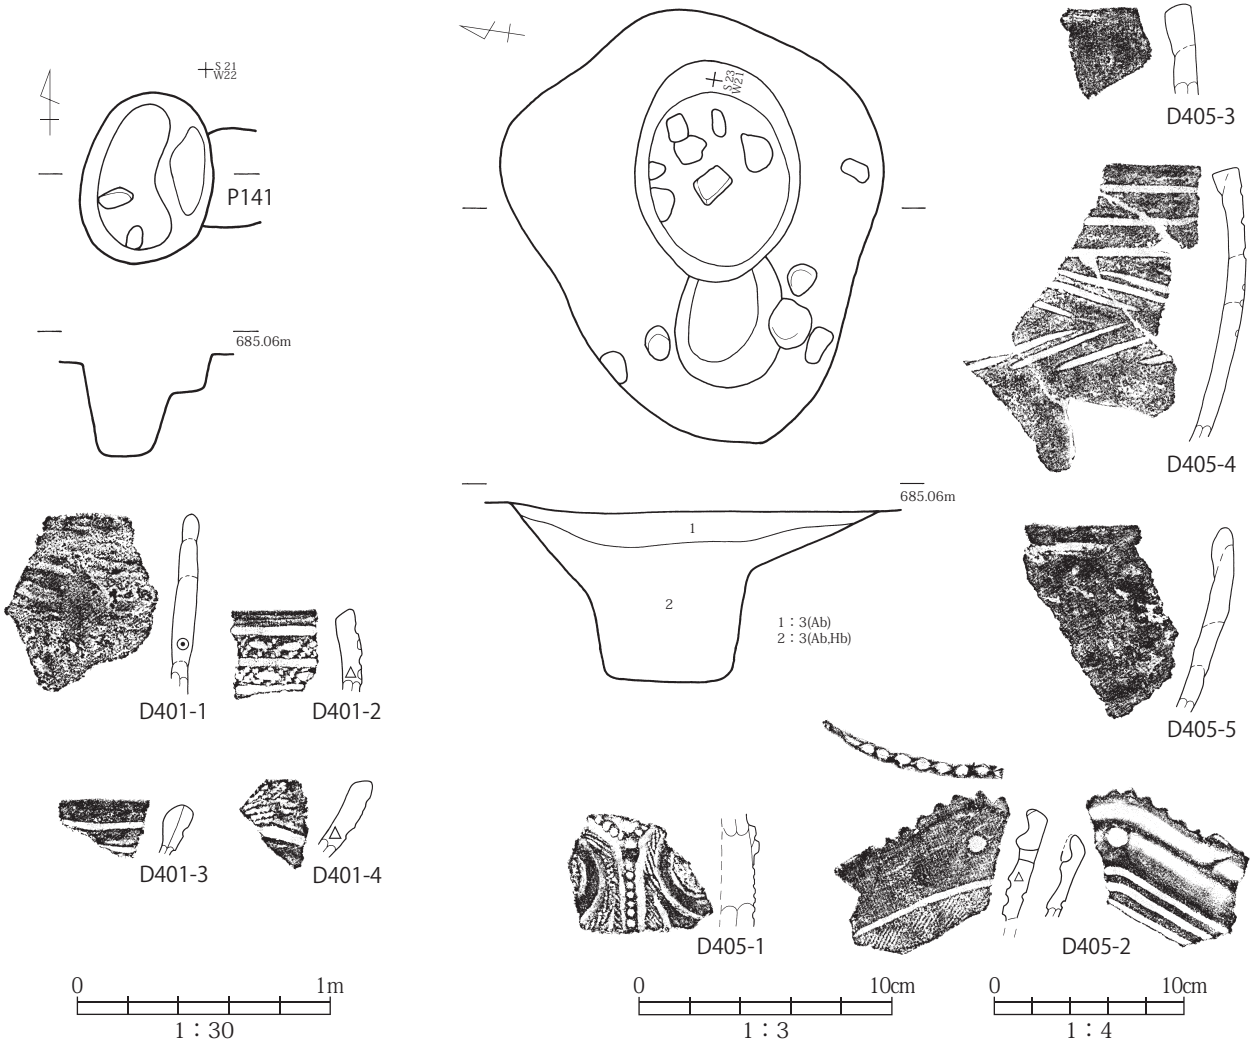 S 21
W22
P141
685.06m
D401-1
D401-2
D401-3
D401-4
S 23
W21
685.06m
1
2
1：3(Ab)
2：3(Ab,Hb)
D405-3
D405-4
D405-5
D405-1
D405-2
0 1m
1：30
0 10cm
1：3
0 10cm
1：4